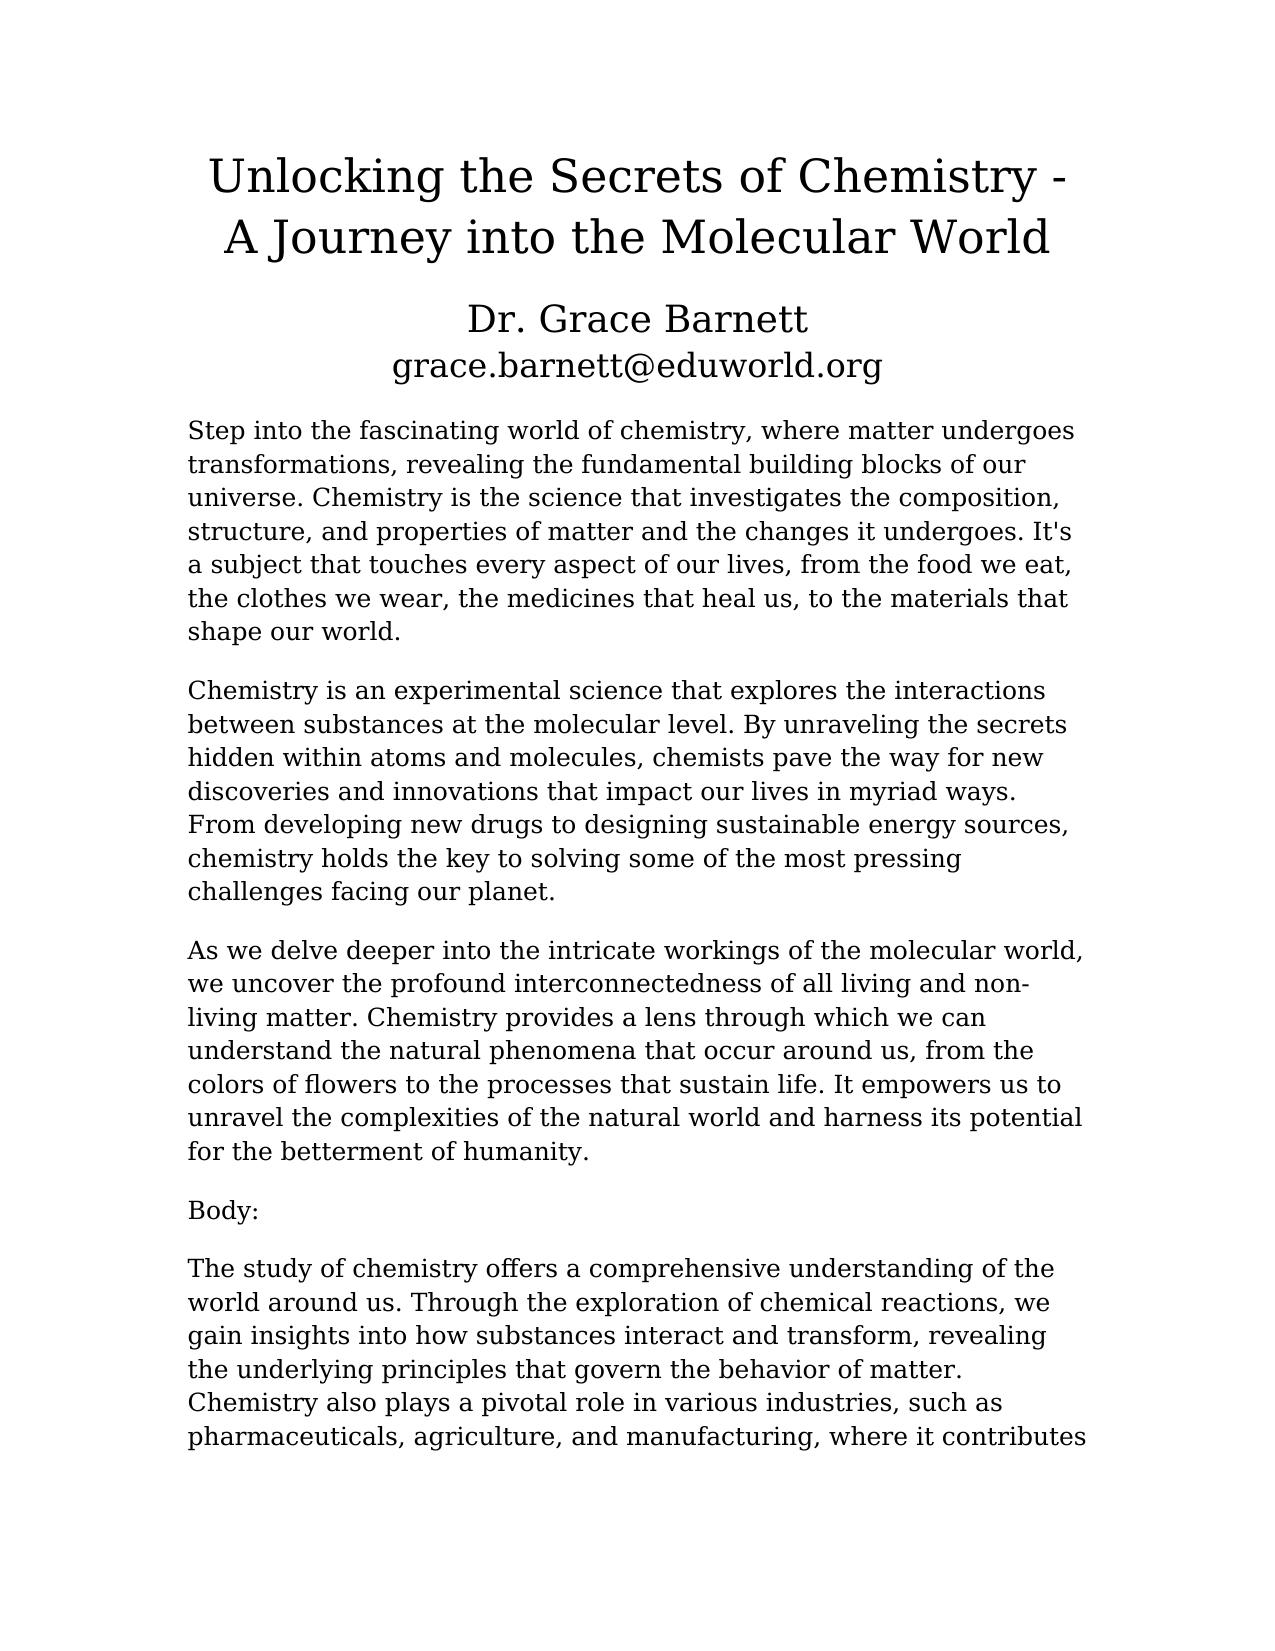 Unlocking the Secrets of Chemistry -
A Journey into the Molecular World
Dr. Grace Barnett
grace.barnett@eduworld.org
Step into the fascinating world of chemistry, where matter undergoes
transformations, revealing the fundamental building blocks of our
universe. Chemistry is the science that investigates the composition,
structure, and properties of matter and the changes it undergoes. It's
a subject that touches every aspect of our lives, from the food we eat,
the clothes we wear, the medicines that heal us, to the materials that
shape our world.
Chemistry is an experimental science that explores the interactions
between substances at the molecular level. By unraveling the secrets
hidden within atoms and molecules, chemists pave the way for new
discoveries and innovations that impact our lives in myriad ways.
From developing new drugs to designing sustainable energy sources,
chemistry holds the key to solving some of the most pressing
challenges facing our planet.
As we delve deeper into the intricate workings of the molecular world,
we uncover the profound interconnectedness of all living and non-
living matter. Chemistry provides a lens through which we can
understand the natural phenomena that occur around us, from the
colors of flowers to the processes that sustain life. It empowers us to
unravel the complexities of the natural world and harness its potential
for the betterment of humanity.
Body:
The study of chemistry offers a comprehensive understanding of the
world around us. Through the exploration of chemical reactions, we
gain insights into how substances interact and transform, revealing
the underlying principles that govern the behavior of matter.
Chemistry also plays a pivotal role in various industries, such as
pharmaceuticals, agriculture, and manufacturing, where it contributes